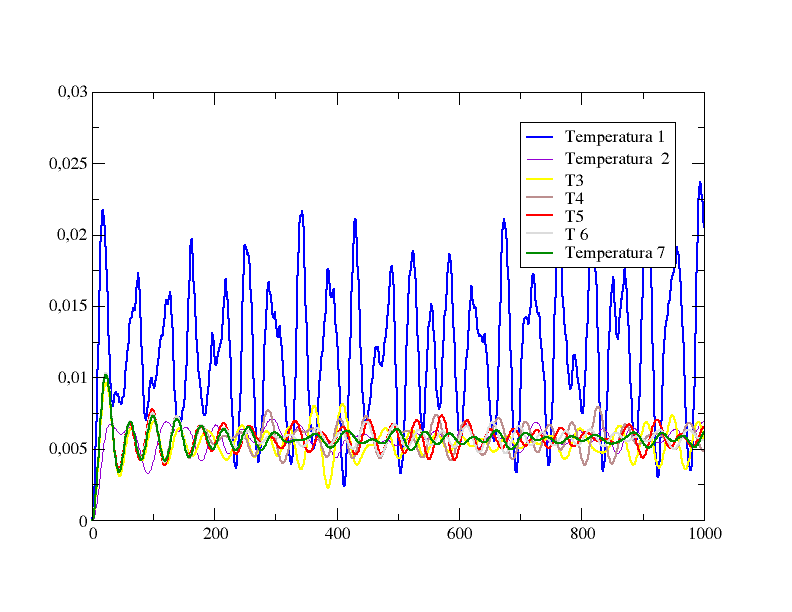 0,03
0,025
0,02
0,015
0,01
0,005
0
0 200 400 600 800 1000
Temperatura 1
Temperatura  2
T3
T4
T5
T 6
Temperatura 7